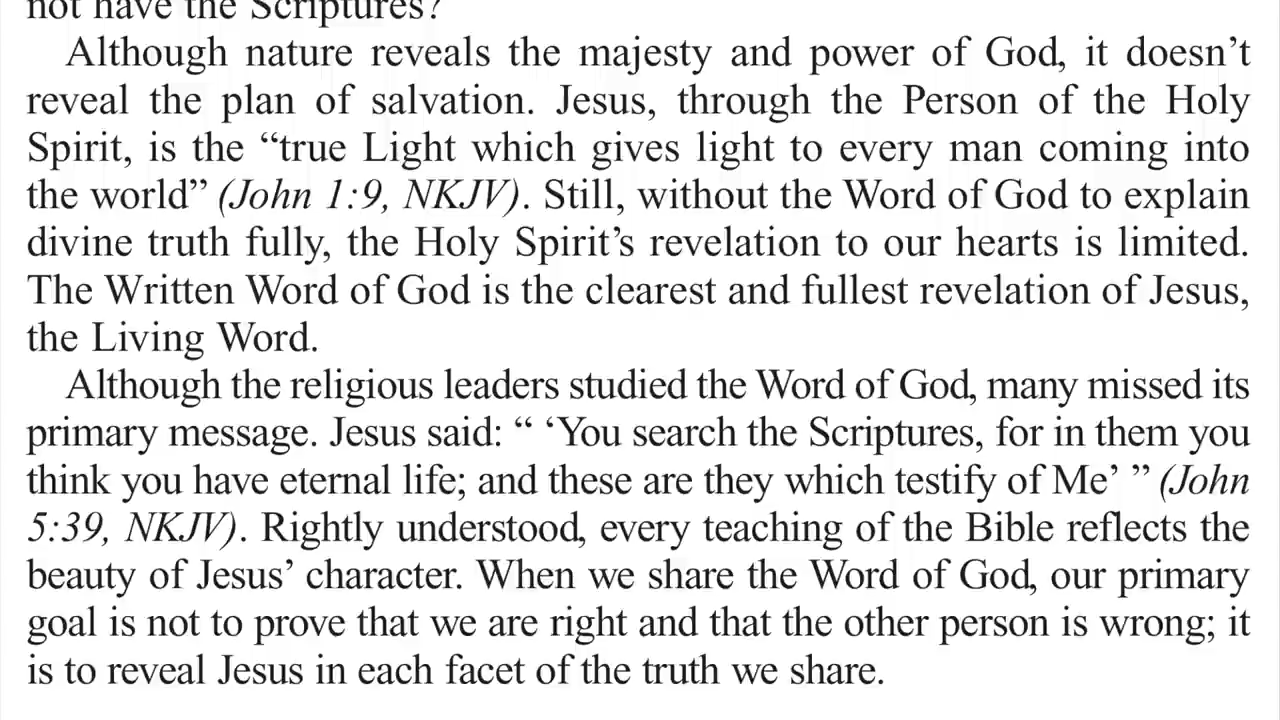 not have the Scriptures?
Although nature reveals the majesty and power of God, it doesn’t
reveal the plan of salvation. Jesus, through the Person of the Holy
Spirit, is the “true Light which gives light to every man coming into
the world” (John 1:9, NKJV). Still, without the Word of God to explain
divine truth fully, the Holy Spirit’s revelation to our hearts is limited.
The Written Word of God is the clearest and fullest revelation of Jesus,
the Living Word.
Although the religious leaders studied the Word of God, many missed its
primary message. Jesus said: “ ‘You search the Scriptures, for in them you
think you have eternal life; and these are they which testify of Me’ ” (John
5:39, NKJV). Rightly understood, every teaching of the Bible reflects the
beauty of Jesus’ character. When we share the Word of God, our primary
goal is not to prove that we are right and that the other person is wrong; it
is to reveal Jesus in each facet of the truth we share.